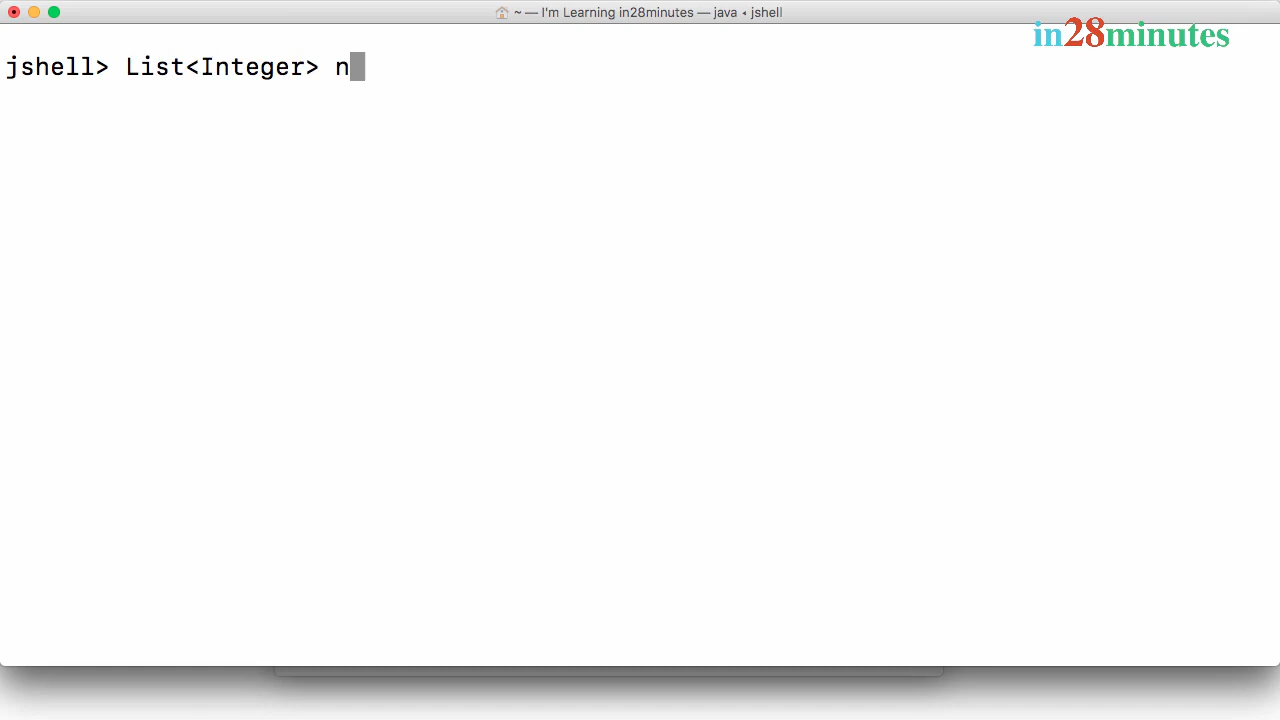 ~ — I'm Learning in28minutes — java ◂ jshell
in28minutes
jshell> List<Integer> n